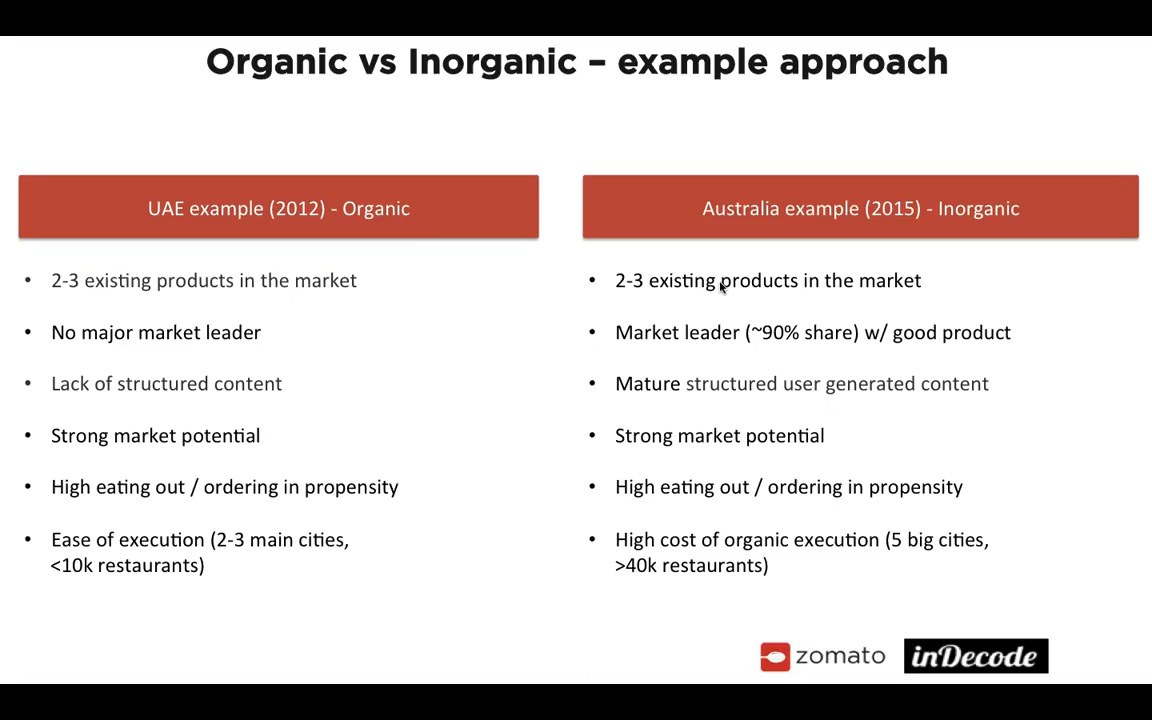 Organic vs Inorganic – example approach
UAE example (2012) - Organic
• 2-3 existing products in the market
• No major market leader
• Lack of structured content
• Strong market potential
• High eating out / ordering in propensity
• Ease of execution (2-3 main cities,
<10k restaurants)
Australia example (2015) - Inorganic
• 2-3 existing products in the market
• Market leader (~90% share) w/ good product
• Mature structured user generated content
• Strong market potential
• High eating out / ordering in propensity
• High cost of organic execution (5 big cities,
>40k restaurants)
zomato
inDecode